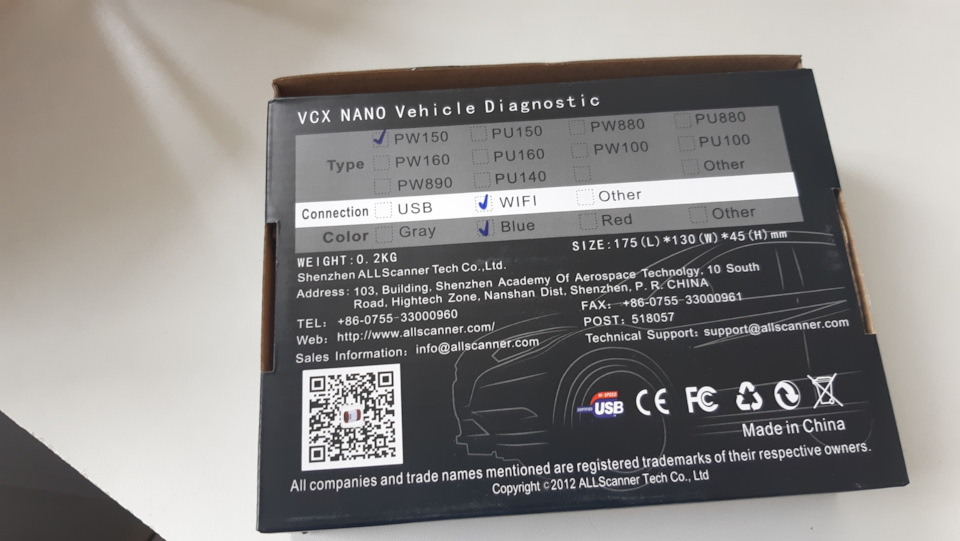 VCX NANO Vehicle Diagnostic
PW150 PU150 PW880 PU880
Type PW160 PU160 PW100 PU100
PW890 PU140 Other
Connection USB WIFI Other
Color Gray Blue Red Other
WEIGHT:0.2KG SIZE:175(L)*130(W)*45(H)mm
Shenzhen ALLScanner Tech Co.,Ltd.
Address: 103, Building, Shenzhen Academy Of Aerospace Technolgy, 10 South
Road, Hightech Zone, Nanshan Dist, Shenzhen, P. R. CHINA
TEL: +86-0755-33000960 FAX: +86-0755-33000961
Web: http://www.allscanner.com/ POST: 518057
Sales Information: info@allscanner.com Technical Support: support@allscanner.com
HI-SPEED
CERTIFIED USB CE FC
Made in China
All companies and trade names mentioned are registered trademarks of their respective owners.
Copyright ©2012 ALLScanner Tech Co., Ltd